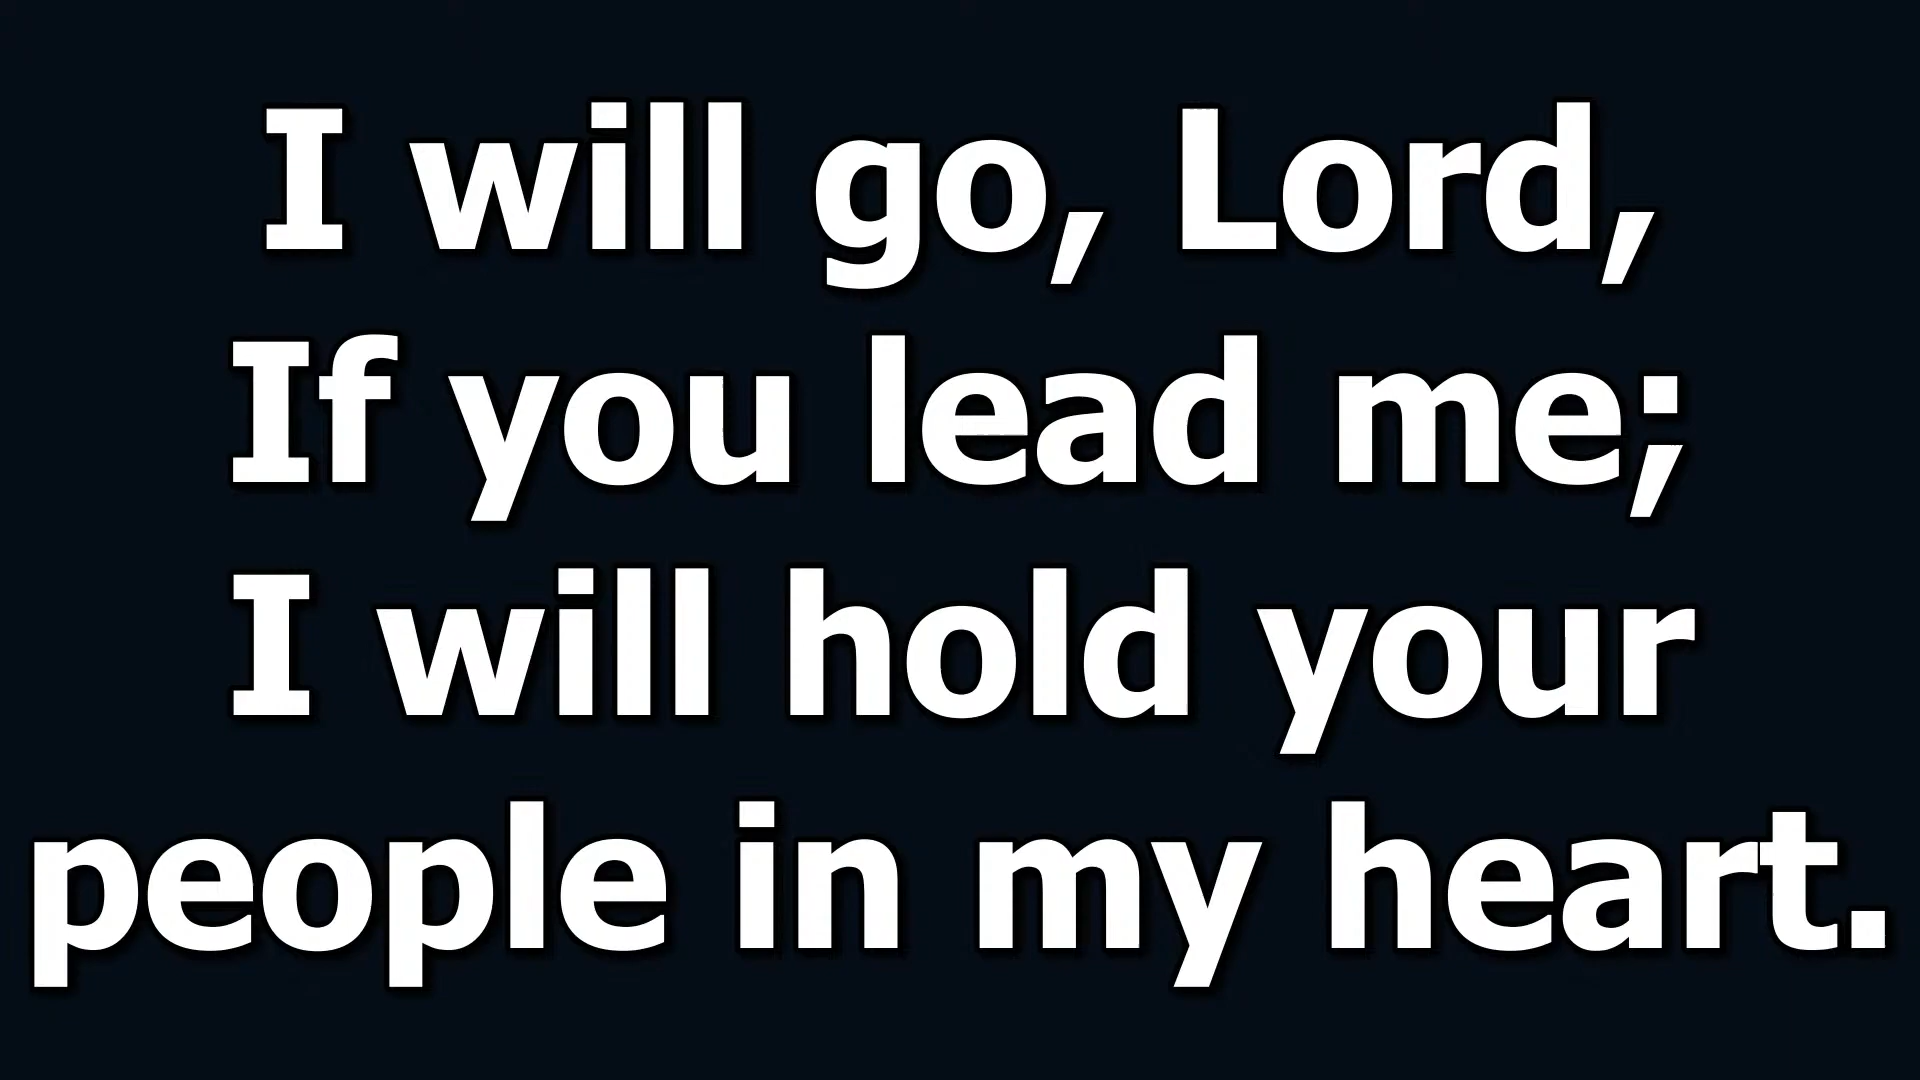 I will go, Lord,
If you lead me;
I will hold your
people in my heart.